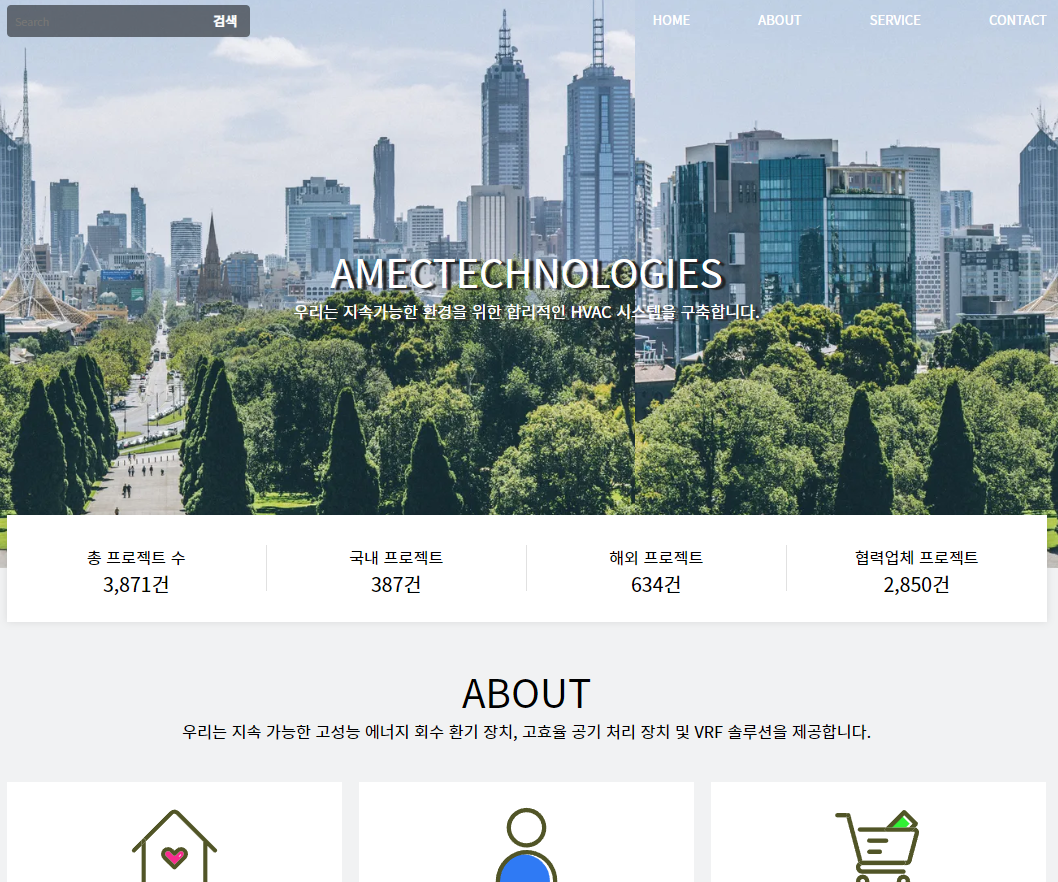 Search
검색
HOME
ABOUT
SERVICE
CONTACT
AMECTECHNOLOGIES
우리는 지속가능한 환경을 위한 합리적인 HVAC 시스템을 구축합니다.
총 프로젝트 수
3,871건
국내 프로젝트
387건
해외 프로젝트
634건
협력업체 프로젝트
2,850건
ABOUT
우리는 지속 가능한 고성능 에너지 회수 환기 장치, 고효율 공기 처리 장치 및 VRF 솔루션을 제공합니다.